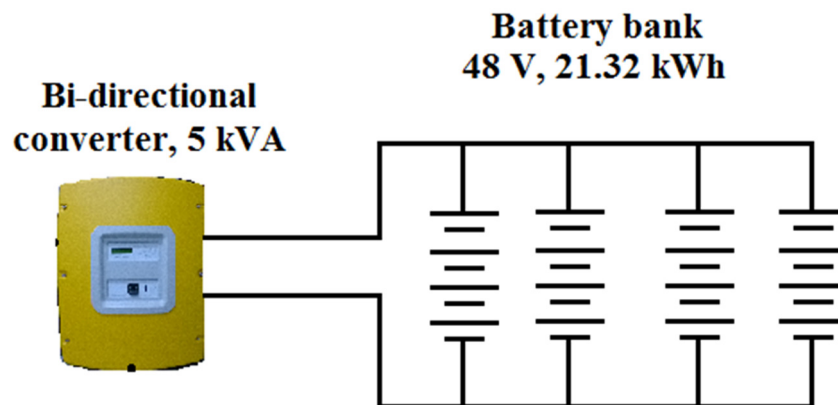 Battery bank
48 V, 21.32 kWh
Bi-directional
converter, 5 kVA